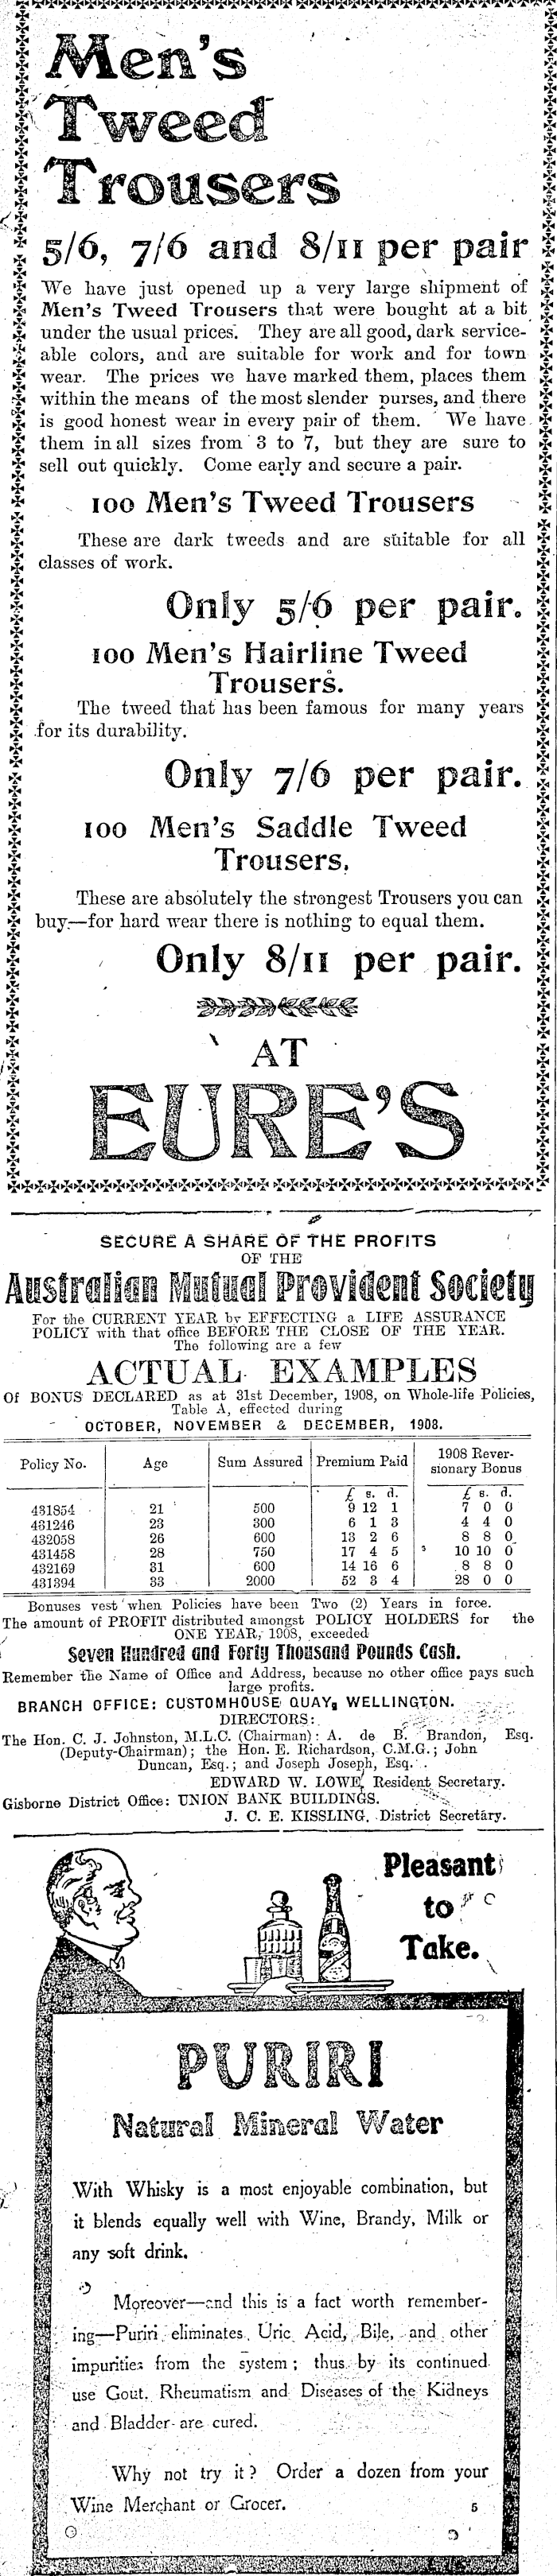 Men's
Tweed
Trousers
5/6, 7/6 and 8/11 per pair
We have just opened up a very large shipment of
Men's Tweed Trousers that were bought at a bit
under the usual prices. They are all good, dark service-
able colors, and are suitable for work and for town
wear. The prices we have marked them, places them
within the means of the most slender purses, and there
is good honest wear in every pair of them. We have
them in all sizes from 3 to 7, but they are sure to
sell out quickly. Come early and secure a pair.
100 Men's Tweed Trousers
These are dark tweeds and are suitable for all
classes of work.
Only 5/6 per pair.
100 Men's Hairline Tweed
Trousers.
The tweed that has been famous for many years
for its durability.
Only 7/6 per pair.
100 Men's Saddle Tweed
Trousers.
These are absolutely the strongest Trousers you can
buy—for hard wear there is nothing to equal them.
Only 8/11 per pair.
AT
EURE'S
SECURE A SHARE OF THE PROFITS
OF THE
Australian Mutual Provident Society
For the CURRENT YEAR by EFFECTING a LIFE ASSURANCE
POLICY with that office BEFORE THE CLOSE OF THE YEAR.
The following are a few
ACTUAL EXAMPLES
Of BONUS DECLARED as at 31st December, 1908, on Whole-life Policies,
Table A, effected during
OCTOBER, NOVEMBER & DECEMBER, 1908.
Policy No. Age Sum Assured Premium Paid 1908 Rever-
sionary Bonus
£ s. d. £ s. d.
431854 21 500 9 12 1 7 0 0
431246 23 300 6 1 3 4 4 0
432058 26 600 13 2 6 8 8 0
431458 28 750 17 4 5 10 10 0
432169 31 600 14 16 6 8 8 0
431394 33 2000 52 3 4 28 0 0
Bonuses vest when Policies have been Two (2) Years in force.
The amount of PROFIT distributed amongst POLICY HOLDERS for the
ONE YEAR, 1908, exceeded
Seven Hundred and Forty Thousand Pounds Cash.
Remember the Name of Office and Address, because no other office pays such
large profits.
BRANCH OFFICE: CUSTOMHOUSE QUAY, WELLINGTON.
DIRECTORS:
The Hon. C. J. Johnston, M.L.C. (Chairman): A. de B. Brandon, Esq.
(Deputy-Chairman); the Hon. E. Richardson, C.M.G.; John
Duncan, Esq.; and Joseph Joseph, Esq.
EDWARD W. LOWE, Resident Secretary.
Gisborne District Office: UNION BANK BUILDINGS.
J. C. E. KISSLING, District Secretary.
Pleasant
to
Take.
PURIRI
Natural Mineral Water
With Whisky is a most enjoyable combination, but
it blends equally well with Wine, Brandy, Milk or
any soft drink.
Moreover—and this is a fact worth remember-
ing—Puriri eliminates Uric Acid, Bile, and other
impurities from the system; thus by its continued
use Gout, Rheumatism and Diseases of the Kidneys
and Bladder are cured.
Why not try it? Order a dozen from your
Wine Merchant or Grocer. 5